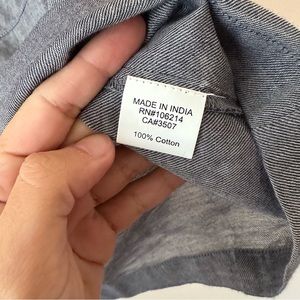 MADE IN INDIA
RN#106214
CA#3507
100% Cotton